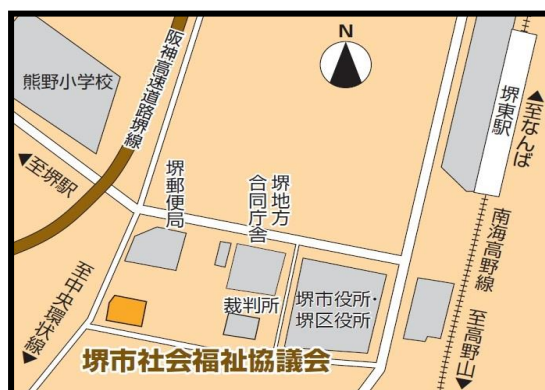 N
熊野小学校
阪神高速道路堺線
堺東駅
▲至なんば
◀至堺駅
堺郵便局
堺地方
合同庁舎
南海高野線
至高野山▶
至中央環状線▶
裁判所
堺市役所・
堺区役所
堺市社会福祉協議会